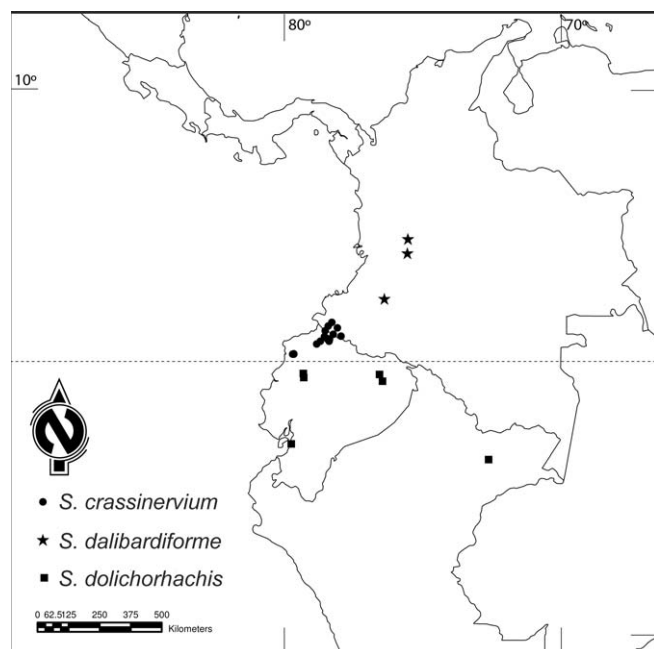 80º
70º
10º
N
S. crassinervium
S. dalibardiforme
S. dolichorhachis
0 62.5125 250 375 500
Kilometers